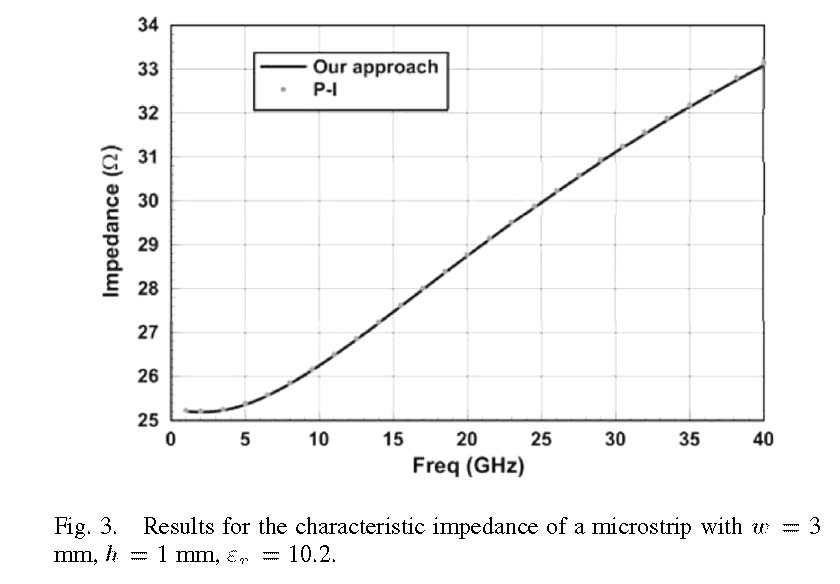 34
33
32
31
30
29
28
27
26
25
Impedance (Ω)
Our approach
P-I
0 5 10 15 20 25 30 35 40
Freq (GHz)
Fig. 3. Results for the characteristic impedance of a microstrip with w = 3
mm, h = 1 mm, εr = 10.2.